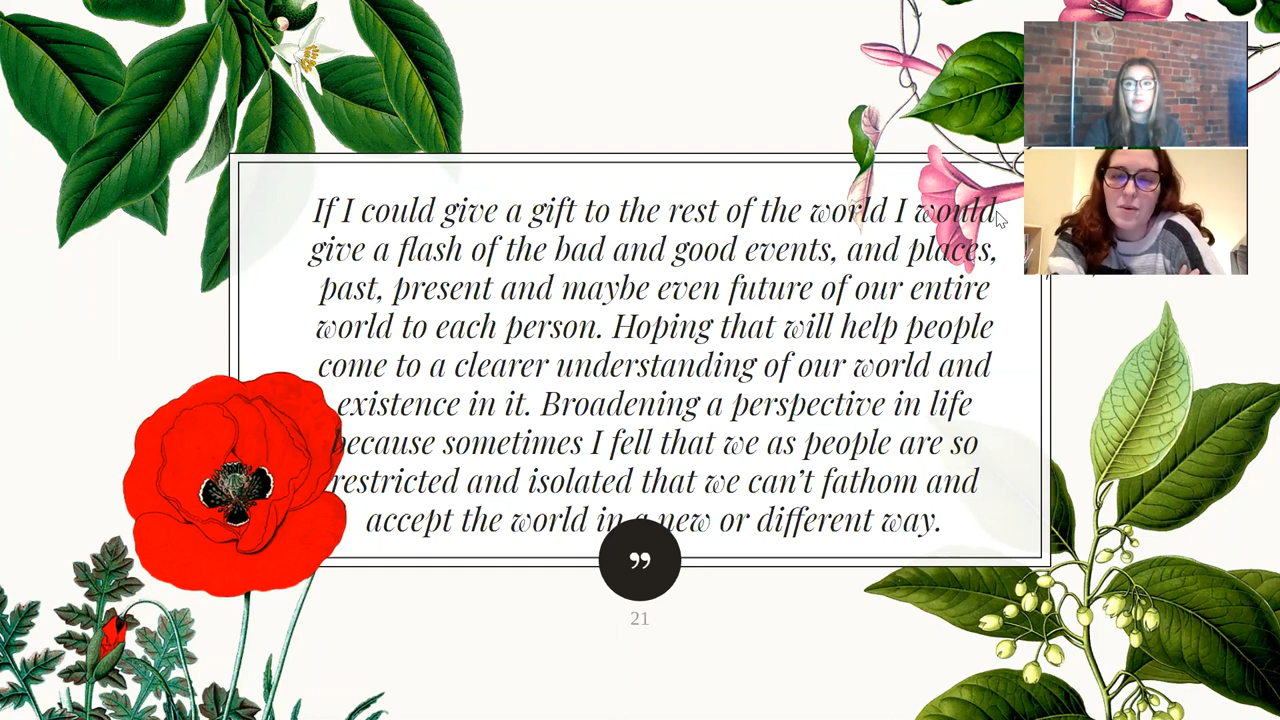 If I could give a gift to the rest of the world I would
give a flash of the bad and good events, and places,
past, present and maybe even future of our entire
world to each person. Hoping that will help people
come to a clearer understanding of our world and
existence in it. Broadening a perspective in life
because sometimes I fell that we as people are so
restricted and isolated that we can't fathom and
accept the world in a new or different way.
”
21